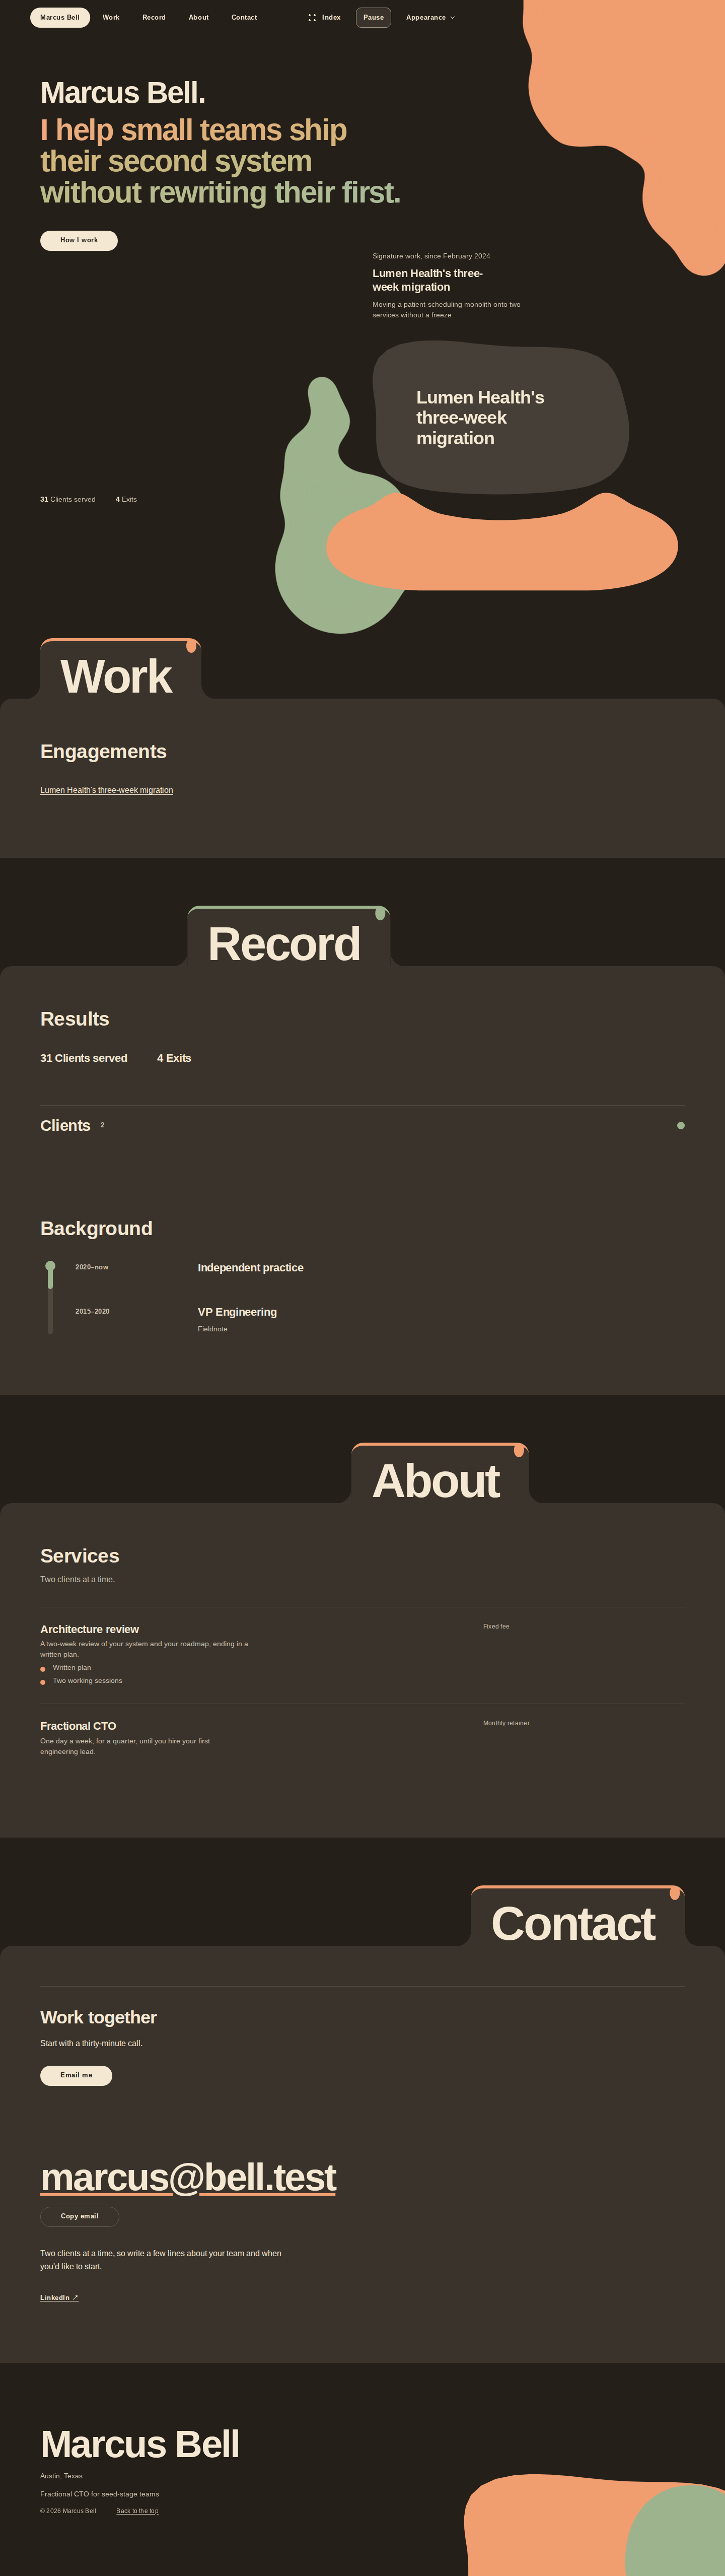 Marcus Bell
Work
Record
About
Contact
Index
Pause
Appearance
Marcus Bell.
I help small teams ship
their second system
without rewriting their first.
How I work
Signature work, since February 2024
Lumen Health's three-
week migration
Moving a patient-scheduling monolith onto two
services without a freeze.
Lumen Health's
three-week
migration
31 Clients served
4 Exits
Work
Engagements
Lumen Health's three-week migration
Record
Results
31 Clients served
4 Exits
Clients 2
Background
2020–now
Independent practice
2015–2020
VP Engineering
Fieldnote
About
Services
Two clients at a time.
Architecture review
Fixed fee
A two-week review of your system and your roadmap, ending in a
written plan.
Written plan
Two working sessions
Fractional CTO
Monthly retainer
One day a week, for a quarter, until you hire your first
engineering lead.
Contact
Work together
Start with a thirty-minute call.
Email me
marcus@bell.test
Copy email
Two clients at a time, so write a few lines about your team and when
you'd like to start.
LinkedIn ↗
Marcus Bell
Austin, Texas
Fractional CTO for seed-stage teams
© 2026 Marcus Bell
Back to the top